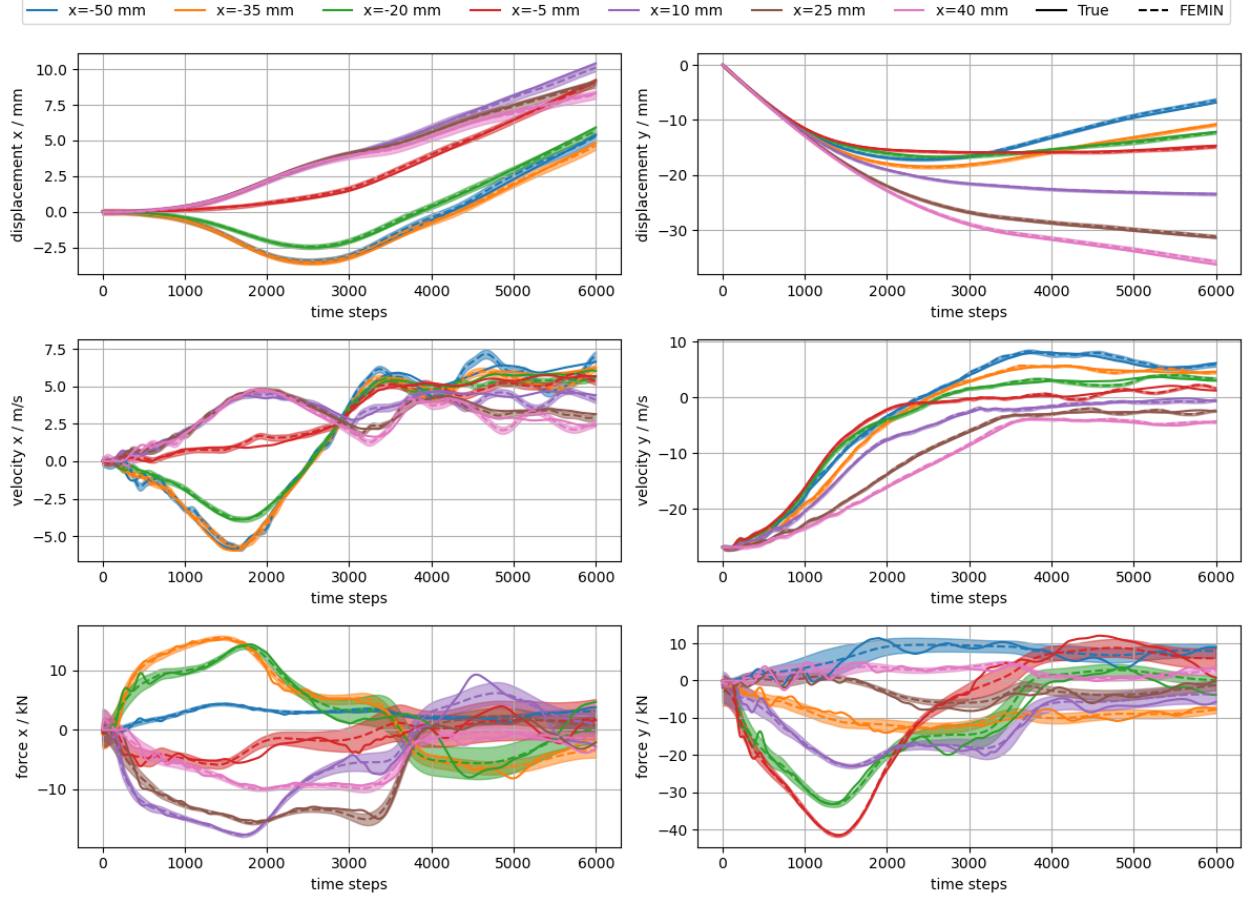 x=-50 mm x=-35 mm x=-20 mm x=-5 mm x=10 mm x=25 mm x=40 mm True FEMIN
10.0
7.5
5.0
2.5
0.0
−2.5
displacement x / mm
0 1000 2000 3000 4000 5000 6000
time steps
0
−10
−20
−30
displacement y / mm
0 1000 2000 3000 4000 5000 6000
time steps
7.5
5.0
2.5
0.0
−2.5
−5.0
velocity x / m/s
0 1000 2000 3000 4000 5000 6000
time steps
10
0
−10
−20
velocity y / m/s
0 1000 2000 3000 4000 5000 6000
time steps
10
0
−10
force x / kN
0 1000 2000 3000 4000 5000 6000
time steps
10
0
−10
−20
−30
−40
force y / kN
0 1000 2000 3000 4000 5000 6000
time steps